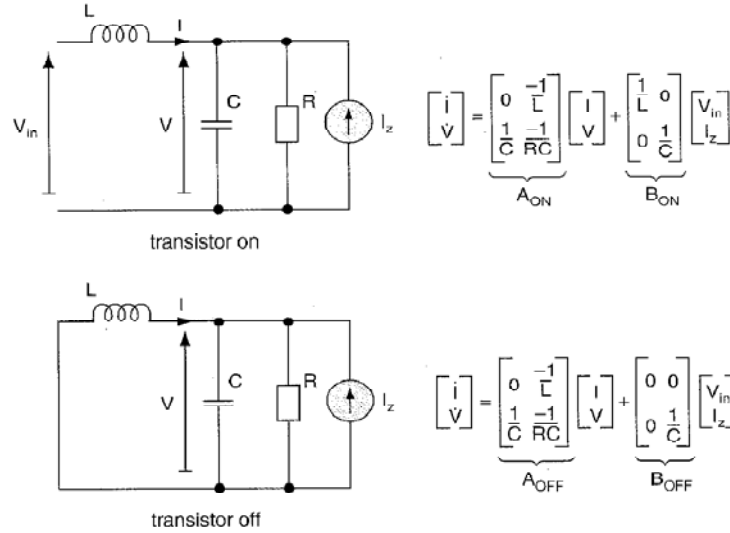 L
I
V_in
V
C
R
I_z
[ i̇ V̇ ] = [ 0 -1/L 1/C -1/RC ] [ I V ] + [ 1/L 0 0 1/C ] [ V_in I_z ]
A_ON
B_ON
transistor on
L
I
V
C
R
I_z
[ i̇ V̇ ] = [ 0 -1/L 1/C -1/RC ] [ I V ] + [ 0 0 0 1/C ] [ V_in I_z ]
A_OFF
B_OFF
transistor off